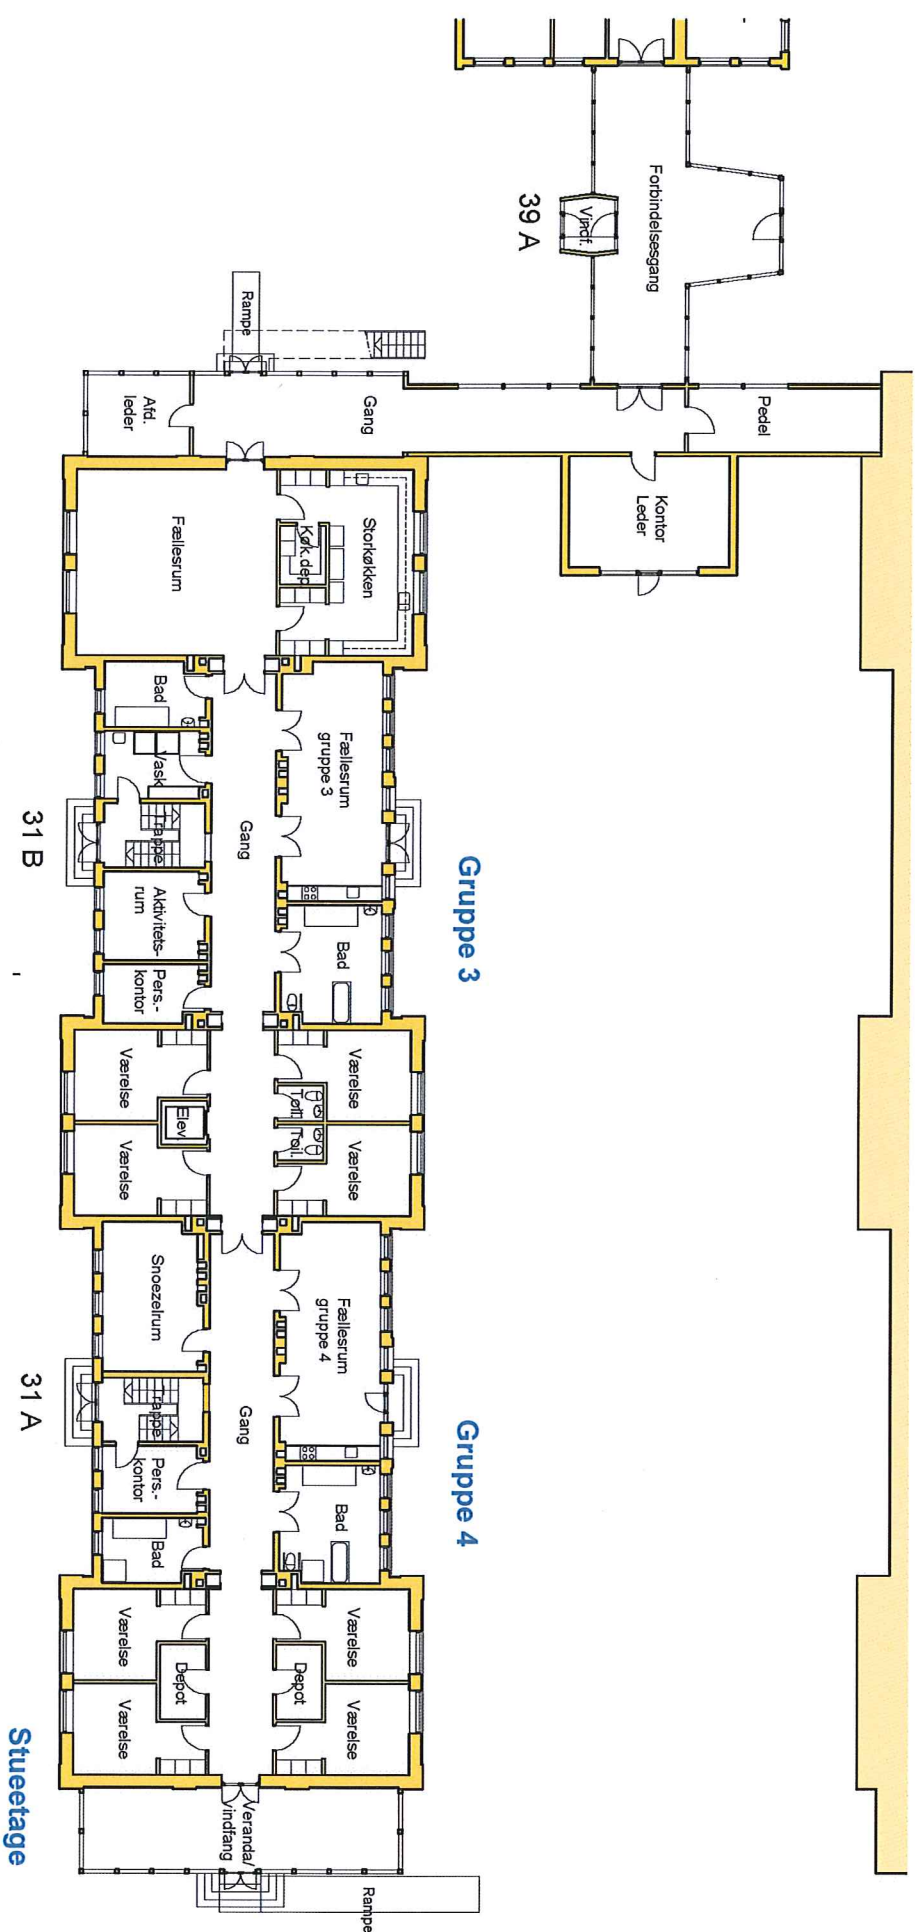 39 A
Forbindelsesgang
Vindf.
Rampe
Afd.
leder
Gang
Pedel
Kontor
Leder
Fællesrum
Storkøkken
Køk.dep
Gruppe 3
Fællesrum
gruppe 3
Bad
Gang
Bad
Vask
Trappe
Aktivitets-
rum
Pers.-
kontor
31 B
Værelse
Værelse
Toil.
Toil.
Elev.
Værelse
Værelse
Gruppe 4
Fællesrum
gruppe 4
Bad
Gang
Snoezelrum
Trappe
Pers.-
kontor
Bad
31 A
Værelse
Værelse
Depot
Depot
Værelse
Værelse
Veranda/
vindfang
Rampe
Stueetage